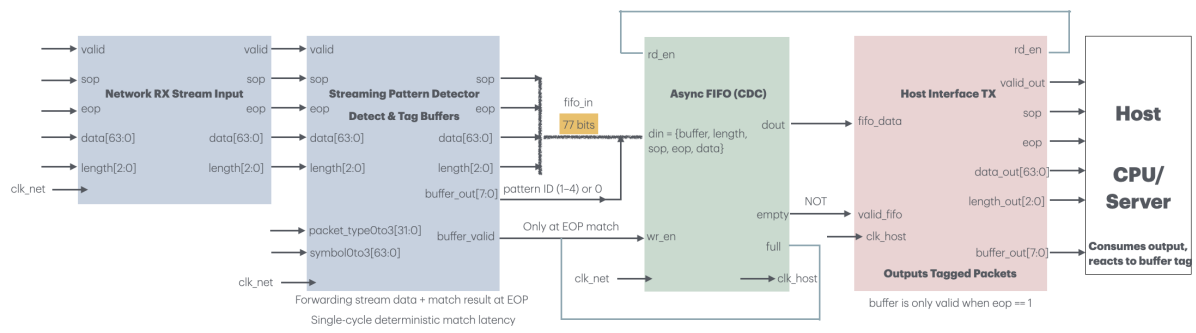 valid
sop
eop
data[63:0]
length[2:0]
clk_net
Network RX Stream Input
valid
sop
eop
data[63:0]
length[2:0]
valid
sop
eop
data[63:0]
length[2:0]
Streaming Pattern Detector
Detect & Tag Buffers
sop
eop
data[63:0]
length[2:0]
buffer_out[7:0]
packet_type0to3[31:0]
symbol0to3[63:0]
buffer_valid
clk_net
Forwarding stream data + match result at EOP
Single-cycle deterministic match latency
fifo_in
77 bits
pattern ID (1–4) or 0
Only at EOP match
rd_en
Async FIFO (CDC)
din = {buffer, length,
sop, eop, data}
dout
empty
wr_en
full
clk_net
clk_host
NOT
rd_en
valid_out
Host Interface TX
sop
fifo_data
eop
data_out[63:0]
length_out[2:0]
valid_fifo
clk_host
buffer_out[7:0]
Outputs Tagged Packets
buffer is only valid when eop == 1
Host
CPU/
Server
Consumes output,
reacts to buffer tag